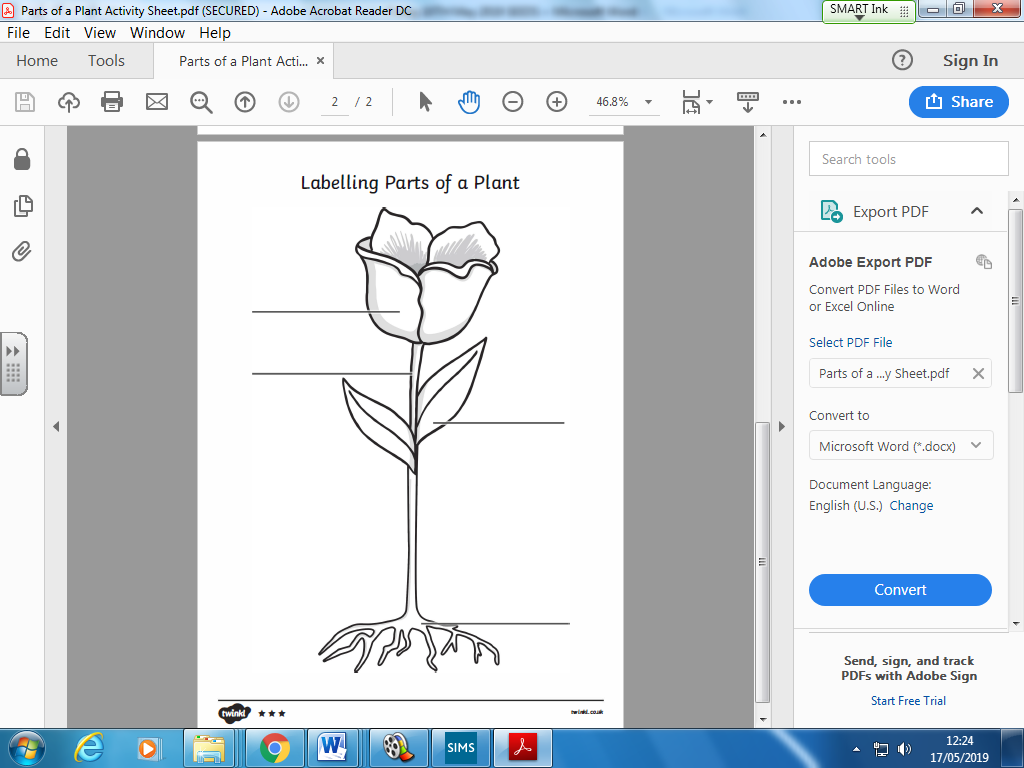 Parts of a Plant Activity Sheet.pdf (SECURED) - Adobe Acrobat Reader DC
SMART Ink
File Edit View Window Help
Home Tools Parts of a Plant Acti... × ? Sign In
2 / 2 46.8% Share
Labelling Parts of a Plant
twinkl
twinkl.co.uk
Search tools
Export PDF
Adobe Export PDF
Convert PDF Files to Word
or Excel Online
Select PDF File
Parts of a ...y Sheet.pdf
Convert to
Microsoft Word (*.docx)
Document Language:
English (U.S.) Change
Convert
Send, sign, and track
PDFs with Adobe Sign
Start Free Trial
SIMS
12:24
17/05/2019